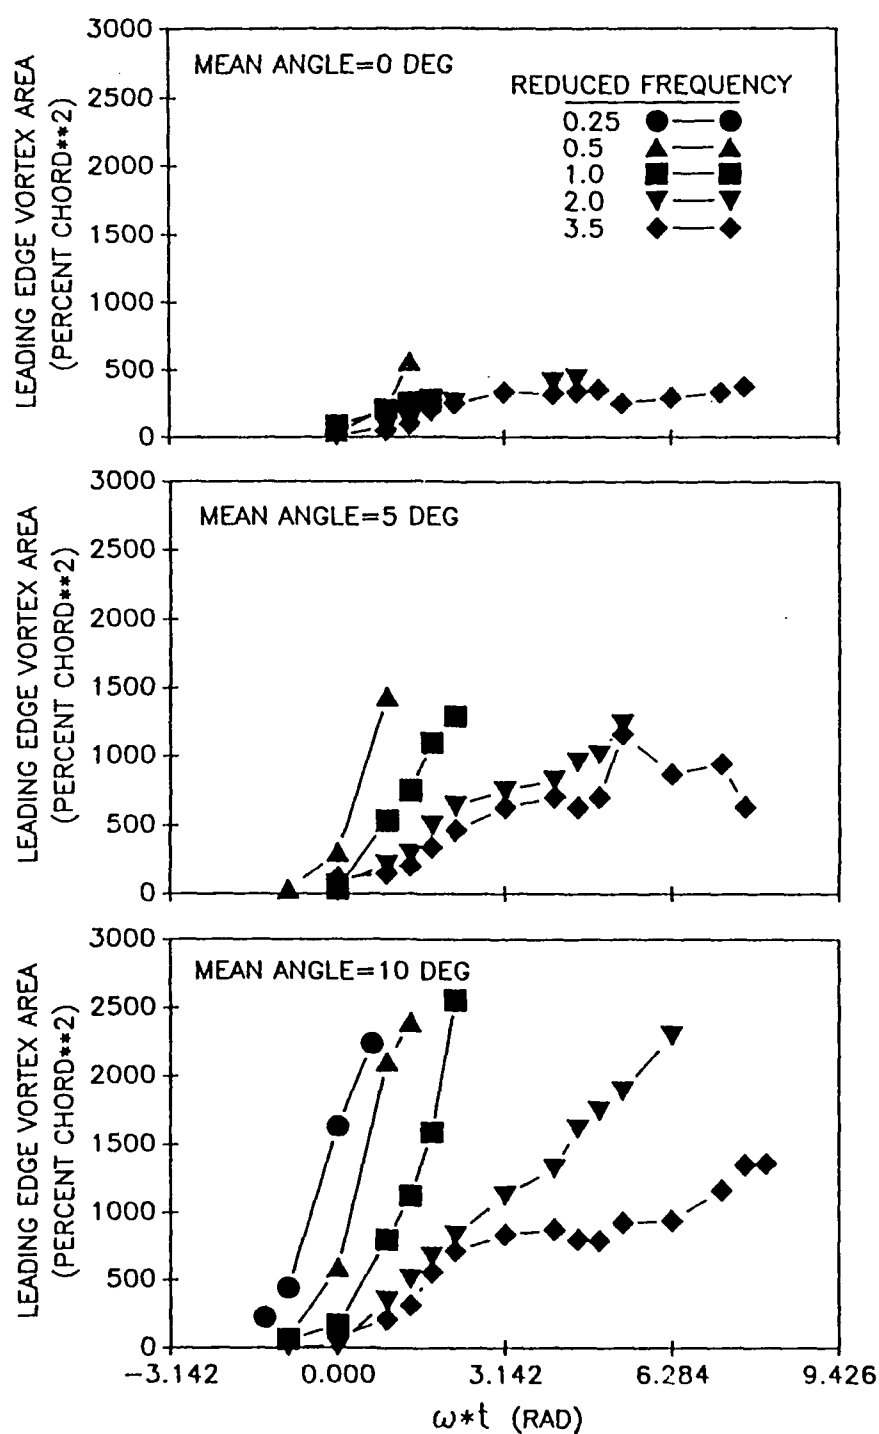 3000
2500
2000
1500
1000
500
0
LEADING EDGE VORTEX AREA
(PERCENT CHORD**2)
MEAN ANGLE=0 DEG
REDUCED FREQUENCY
0.25
0.5
1.0
2.0
3.5
3000
2500
2000
1500
1000
500
0
LEADING EDGE VORTEX AREA
(PERCENT CHORD**2)
MEAN ANGLE=5 DEG
3000
2500
2000
1500
1000
500
0
LEADING EDGE VORTEX AREA
(PERCENT CHORD**2)
MEAN ANGLE=10 DEG
-3.142 0.000 3.142 6.284 9.426
ω*t (RAD)